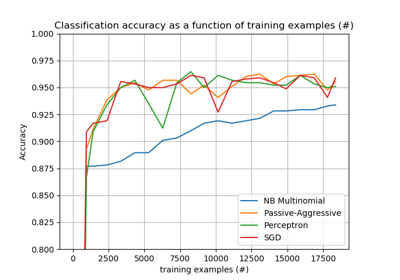 Classification accuracy as a function of training examples (#)
1.000
0.975
0.950
0.925
0.900
0.875
0.850
0.825
0.800
Accuracy
NB Multinomial
Passive-Aggressive
Perceptron
SGD
0 2500 5000 7500 10000 12500 15000 17500
training examples (#)